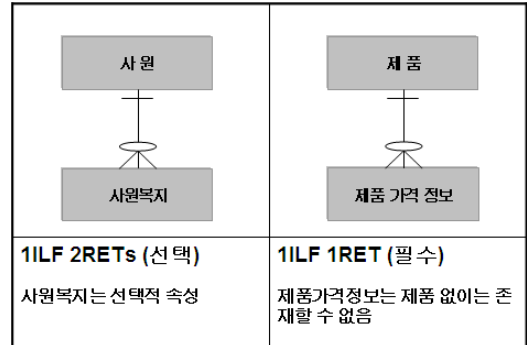 사 원
제 품
사원복지
제품 가격 정보
1ILF 2RETs (선택)
사원복지는 선택적 속성
1ILF 1RET (필수)
제품가격정보는 제품 없이는 존
재할 수 없음